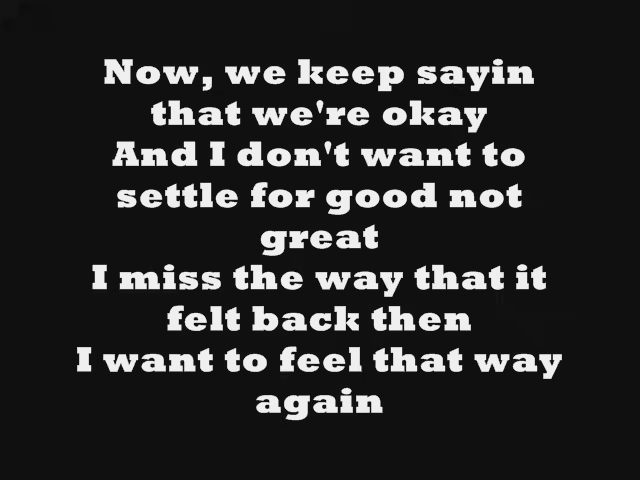 Now, we keep sayin
that we're okay
And I don't want to
settle for good not
great
I miss the way that it
felt back then
I want to feel that way
again